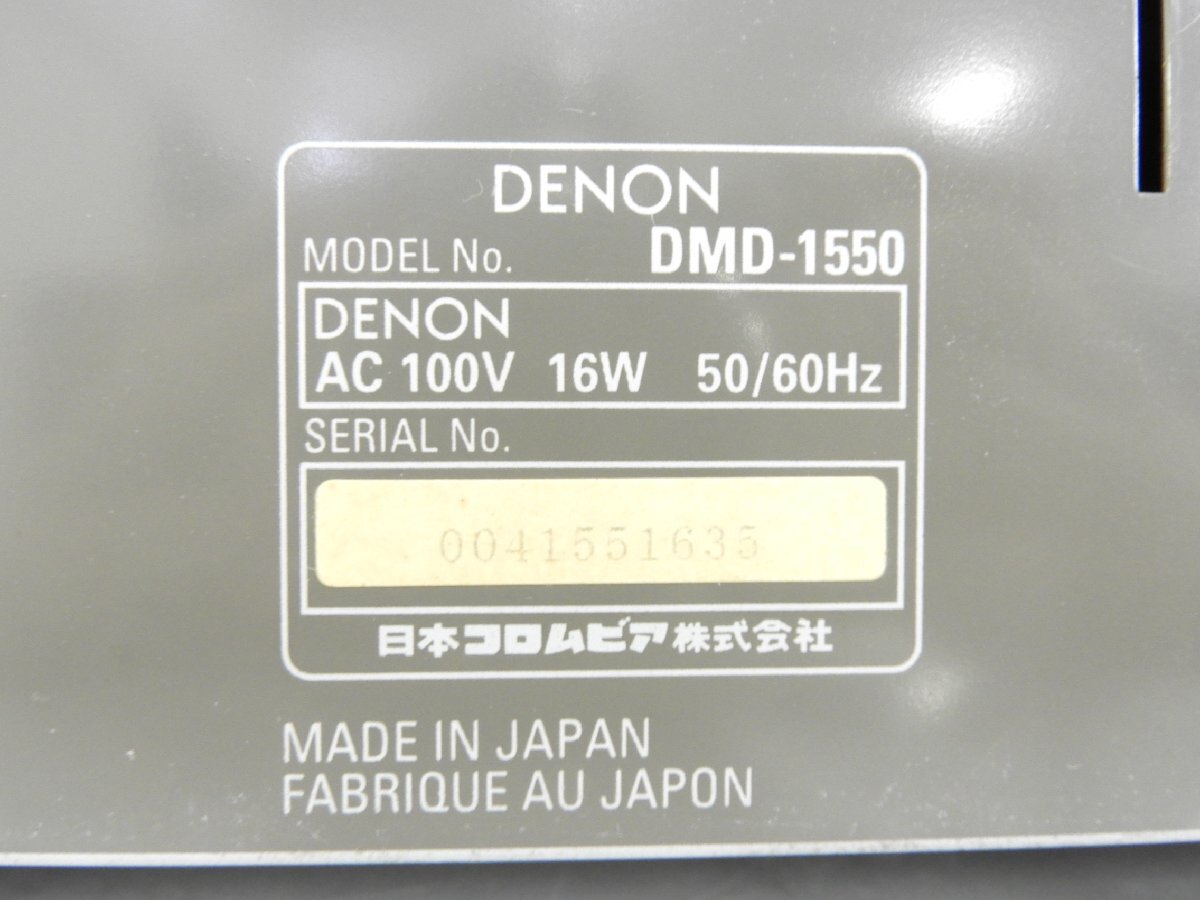 DENON
MODEL No. DMD-1550
DENON
AC 100V 16W 50/60Hz
SERIAL No.
0041551635
日本コロムビア株式会社
MADE IN JAPAN
FABRIQUE AU JAPON